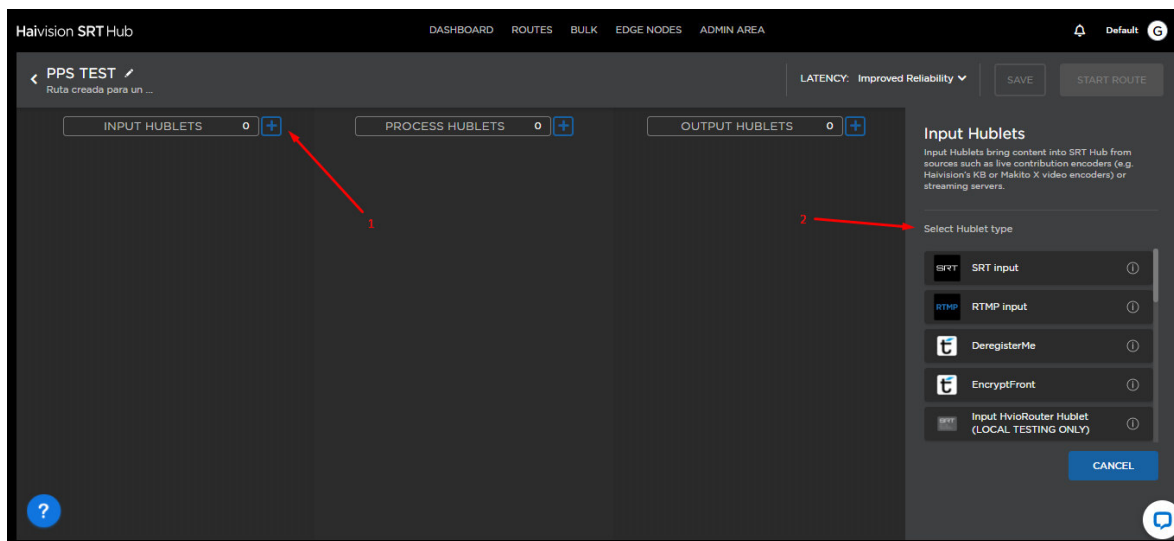 Haivision SRT Hub
DASHBOARD ROUTES BULK EDGE NODES ADMIN AREA
Default G
PPS TEST
Ruta creada para un ...
LATENCY: Improved Reliability
SAVE
START ROUTE
INPUT HUBLETS 0 +
PROCESS HUBLETS 0 +
OUTPUT HUBLETS 0 +
1
2
Input Hublets
Input Hublets bring content into SRT Hub from
sources such as live contribution encoders (e.g.
Haivision's KB or Makito X video encoders) or
streaming servers.
Select Hublet type
SRT SRT input
RTMP RTMP input
DeregisterMe
EncryptFront
SRT Input HvioRouter Hublet
(LOCAL TESTING ONLY)
CANCEL
?